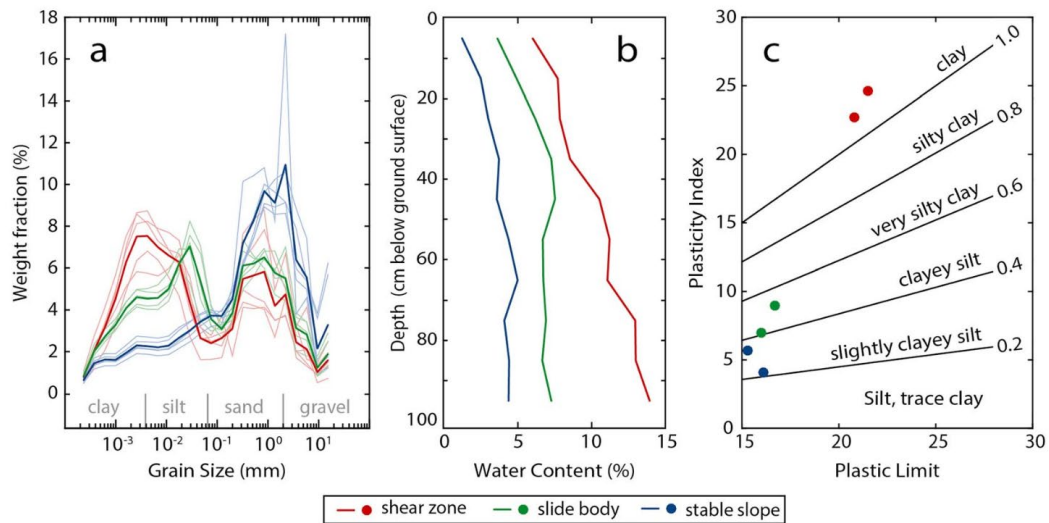 a
Weight fraction (%)
18
16
14
12
10
8
6
4
2
0
clay silt sand gravel
10-3 10-2 10-1 100 101
Grain Size (mm)
b
Depth (cm below ground surface)
0
20
40
60
80
100
0 5 10 15
Water Content (%)
c
Plasticity Index
30
25
20
15
10
5
0
clay 1.0
silty clay 0.8
very silty clay 0.6
clayey silt 0.4
slightly clayey silt 0.2
Silt, trace clay
15 20 25 30
Plastic Limit
shear zone slide body stable slope